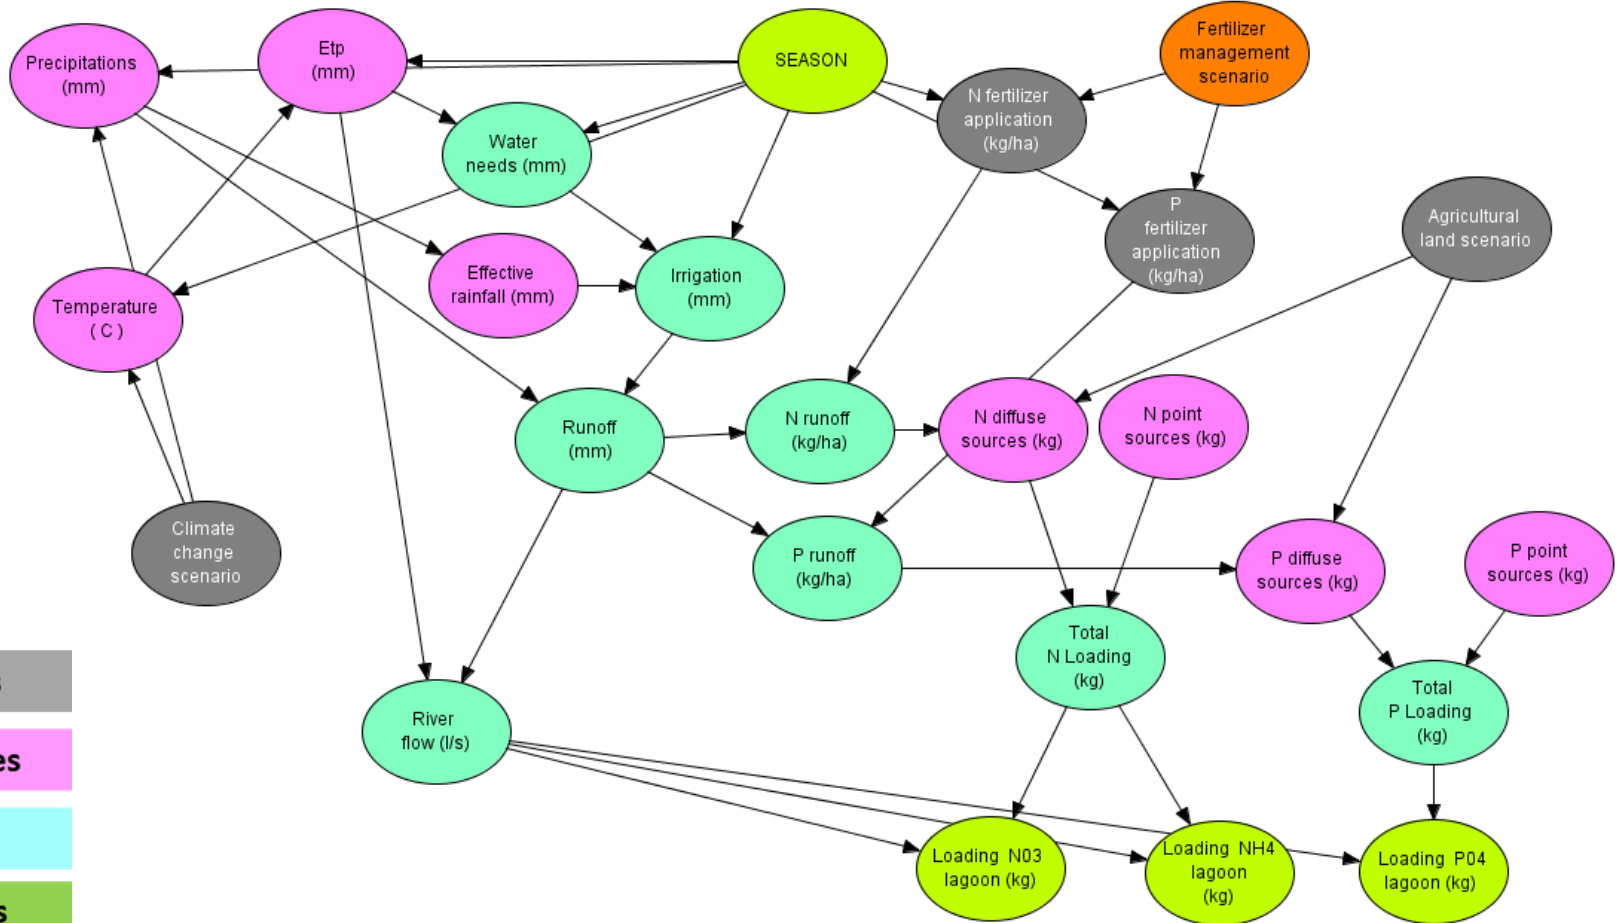 Precipitations
(mm)
Etp
(mm)
SEASON
Fertilizer
management
scenario
N fertilizer
application
(kg/ha)
Water
needs (mm)
P
fertilizer
application
(kg/ha)
Agricultural
land scenario
Effective
rainfall (mm)
Irrigation
(mm)
Temperature
( C )
Runoff
(mm)
N runoff
(kg/ha)
N diffuse
sources (kg)
N point
sources (kg)
Climate
change
scenario
P runoff
(kg/ha)
P diffuse
sources (kg)
P point
sources (kg)
Total
N Loading
(kg)
River
flow (l/s)
Total
P Loading
(kg)
Loading N03
lagoon (kg)
Loading NH4
lagoon
(kg)
Loading P04
lagoon (kg)
s
es
s